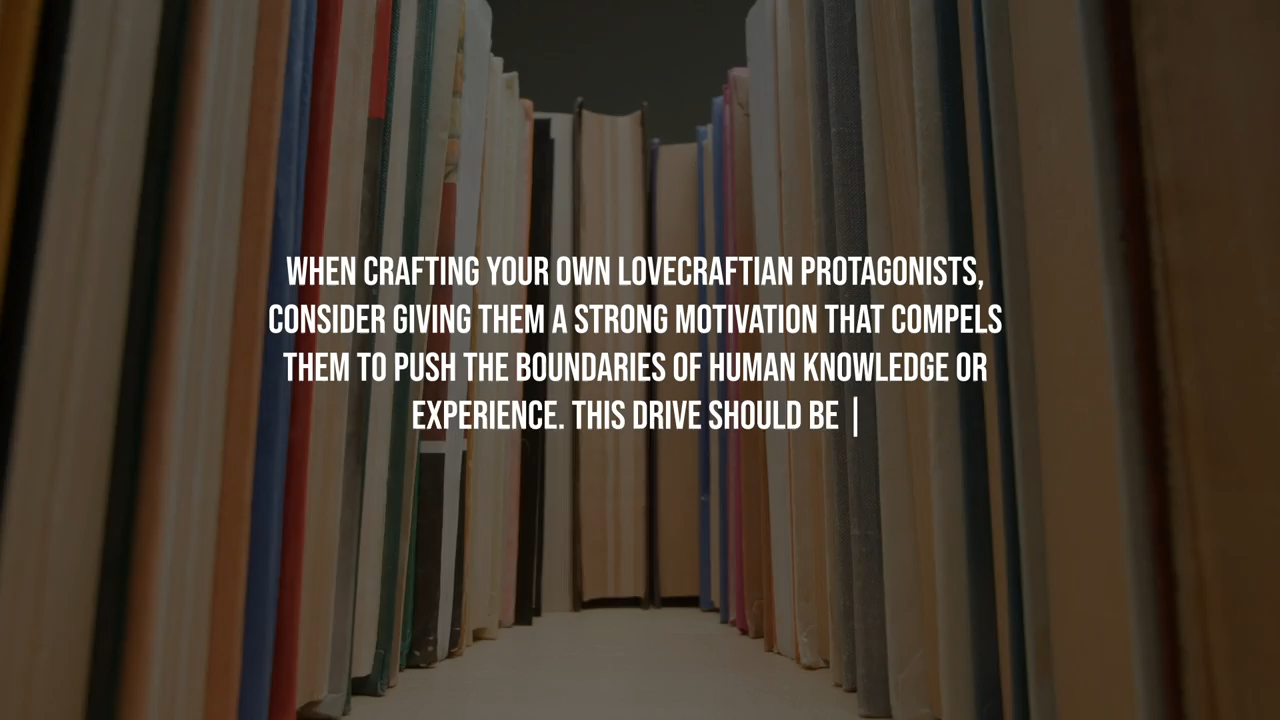 WHEN CRAFTING YOUR OWN LOVECRAFTIAN PROTAGONISTS,
CONSIDER GIVING THEM A STRONG MOTIVATION THAT COMPELS
THEM TO PUSH THE BOUNDARIES OF HUMAN KNOWLEDGE OR
EXPERIENCE. THIS DRIVE SHOULD BE |